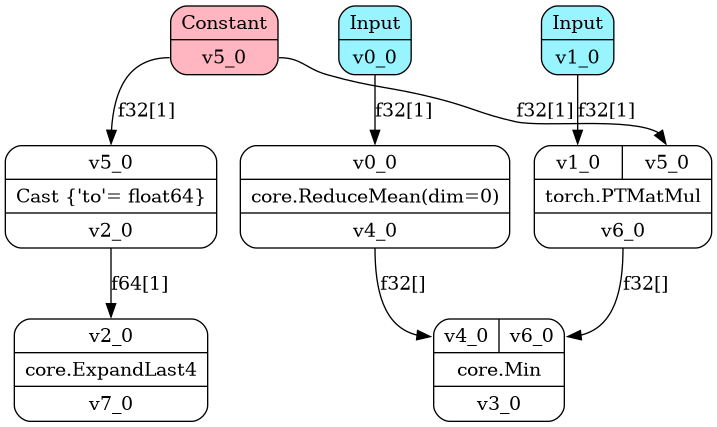 Constant
v5_0
Input
v0_0
Input
v1_0
f32[1]
f32[1]
f32[1]
f32[1]
v5_0
Cast {'to'= float64}
v2_0
v0_0
core.ReduceMean(dim=0)
v4_0
v1_0 v5_0
torch.PTMatMul
v6_0
f64[1]
f32[]
f32[]
v2_0
core.ExpandLast4
v7_0
v4_0 v6_0
core.Min
v3_0